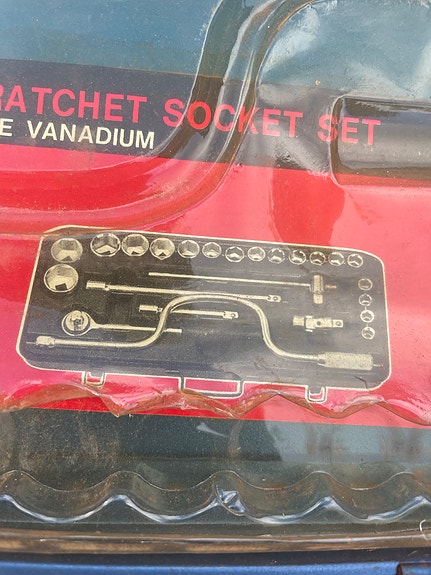 RATCHET SOCKET SET
E VANADIUM